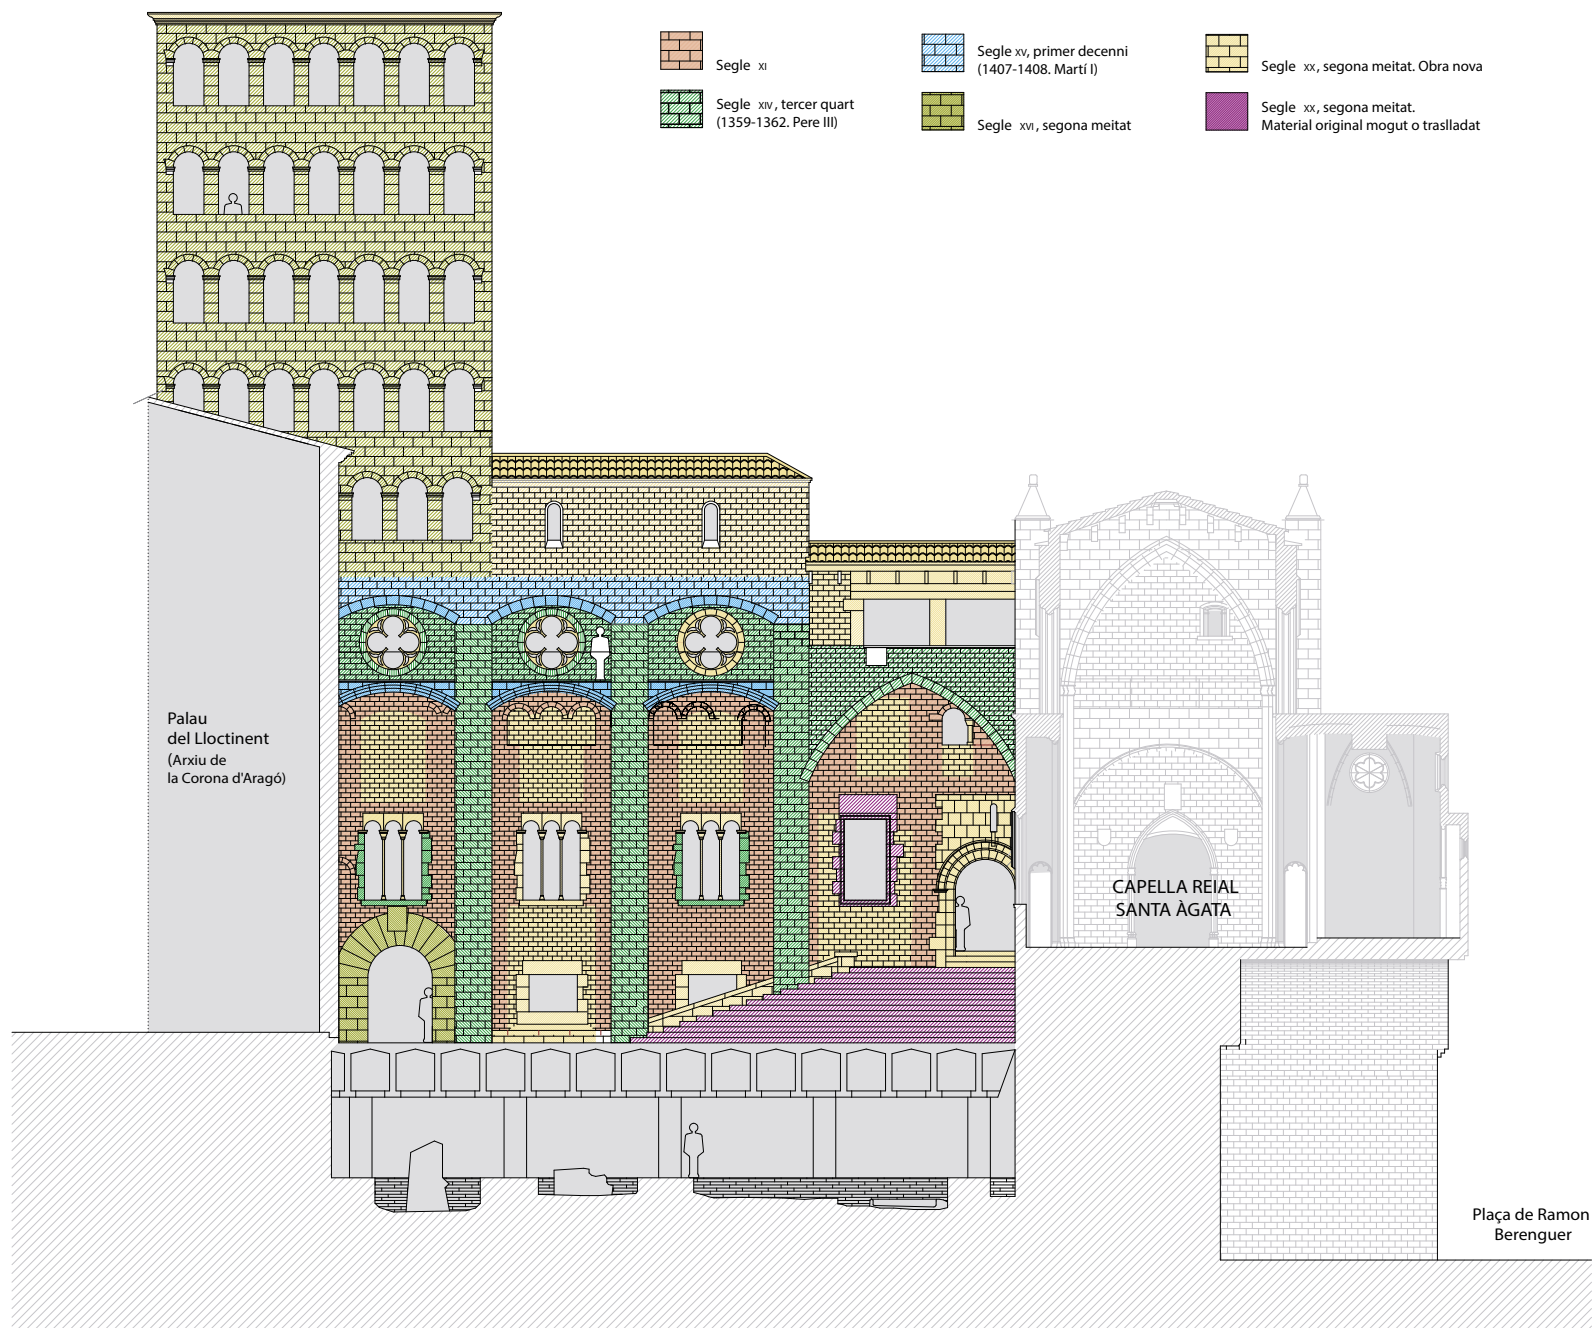 Segle XI
Segle XIV, tercer quart
(1359-1362. Pere III)
Segle XV, primer decenni
(1407-1408. Martí I)
Segle XVI, segona meitat
Segle XX, segona meitat. Obra nova
Segle XX, segona meitat.
Material original mogut o traslladat
Palau
del Lloctinent
(Arxiu de
la Corona d'Aragó)
CAPELLA REIAL
SANTA ÀGATA
Plaça de Ramon
Berenguer